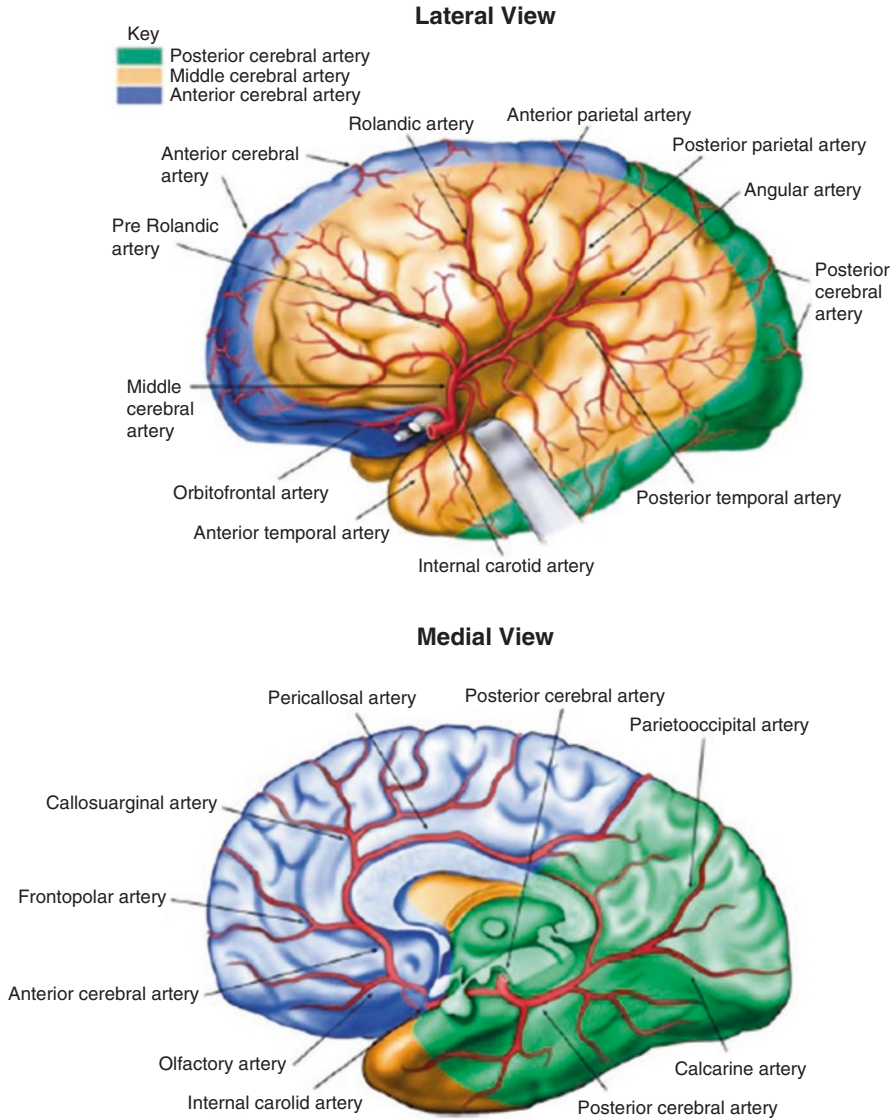 Lateral View
Key
Posterior cerebral artery
Middle cerebral artery
Anterior cerebral artery
Rolandic artery
Anterior parietal artery
Posterior parietal artery
Anterior cerebral
artery
Angular artery
Pre Rolandic
artery
Posterior
cerebral
artery
Middle
cerebral
artery
Orbitofrontal artery
Posterior temporal artery
Anterior temporal artery
Internal carotid artery
Medial View
Pericallosal artery
Posterior cerebral artery
Parietooccipital artery
Callosuarginal artery
Frontopolar artery
Anterior cerebral artery
Olfactory artery
Calcarine artery
Internal carolid artery
Posterior cerebral artery